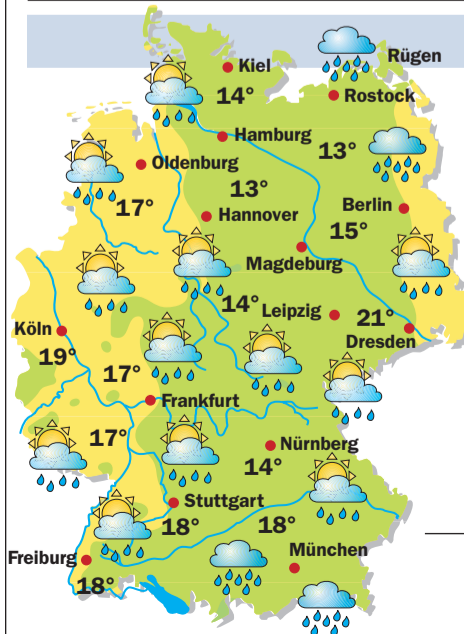 Rügen
Kiel
14°
Rostock
Hamburg
13°
Oldenburg
17°
13°
Hannover
Berlin
15°
Magdeburg
14°
Leipzig
21°
Dresden
Köln
19°
17°
Frankfurt
17°
Nürnberg
14°
Stuttgart
18°
18°
München
Freiburg
18°